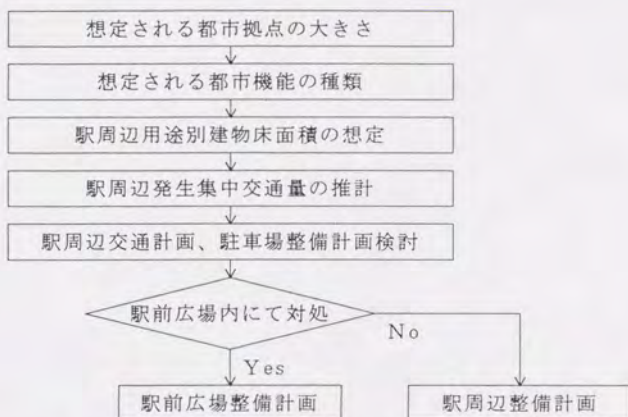 想定される都市拠点の大きさ
想定される都市機能の種類
駅周辺用途別建物床面積の想定
駅周辺発生集中交通量の推計
駅周辺交通計画、駐車場整備計画検討
駅前広場内にて対処
No
Yes
駅前広場整備計画
駅周辺整備計画